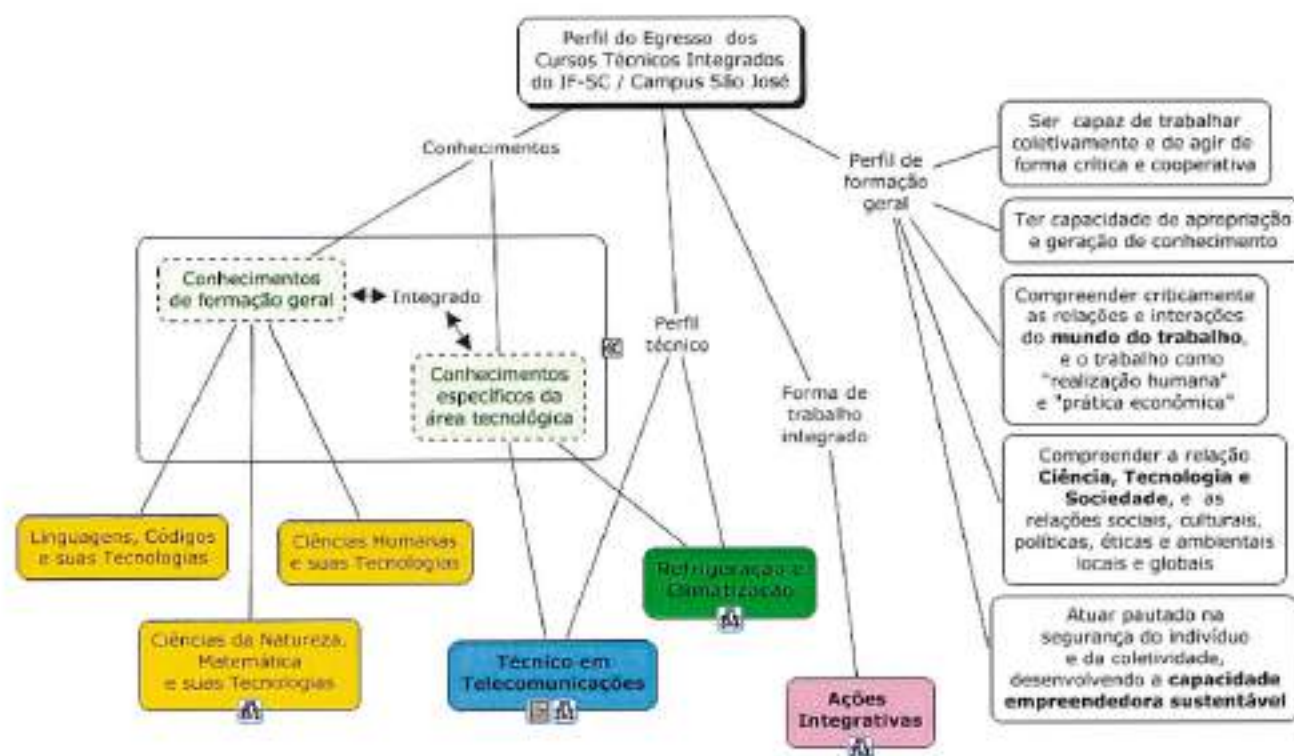 Perfil do Egresso dos
Cursos Técnicos Integrados
do IF-SC / Campus São José
Conhecimentos
Perfil de
formação
geral
Ser capaz de trabalhar
coletivamente e de agir de
forma crítica e cooperativa
Ter capacidade de apropriação
e geração de conhecimento
Conhecimentos
de formação geral
Integrado
Conhecimentos
específicos da
área tecnológica
Perfil
técnico
Forma de
trabalho
integrado
Compreender criticamente
as relações e interações
do mundo do trabalho,
e o trabalho como
"realização humana"
e "prática econômica"
Compreender a relação
Ciência, Tecnologia e
Sociedade, e as
relações sociais, culturais,
políticas, éticas e ambientais
locais e globais
Linguagens, Códigos
e suas Tecnologias
Ciências Humanas
e suas Tecnologias
Refrigeração e
Climatização
Ciências da Natureza,
Matemática
e suas Tecnologias
Técnico em
Telecomunicações
Ações
Integrativas
Atuar pautado na
segurança do indivíduo
e da coletividade,
desenvolvendo a capacidade
empreendedora sustentável